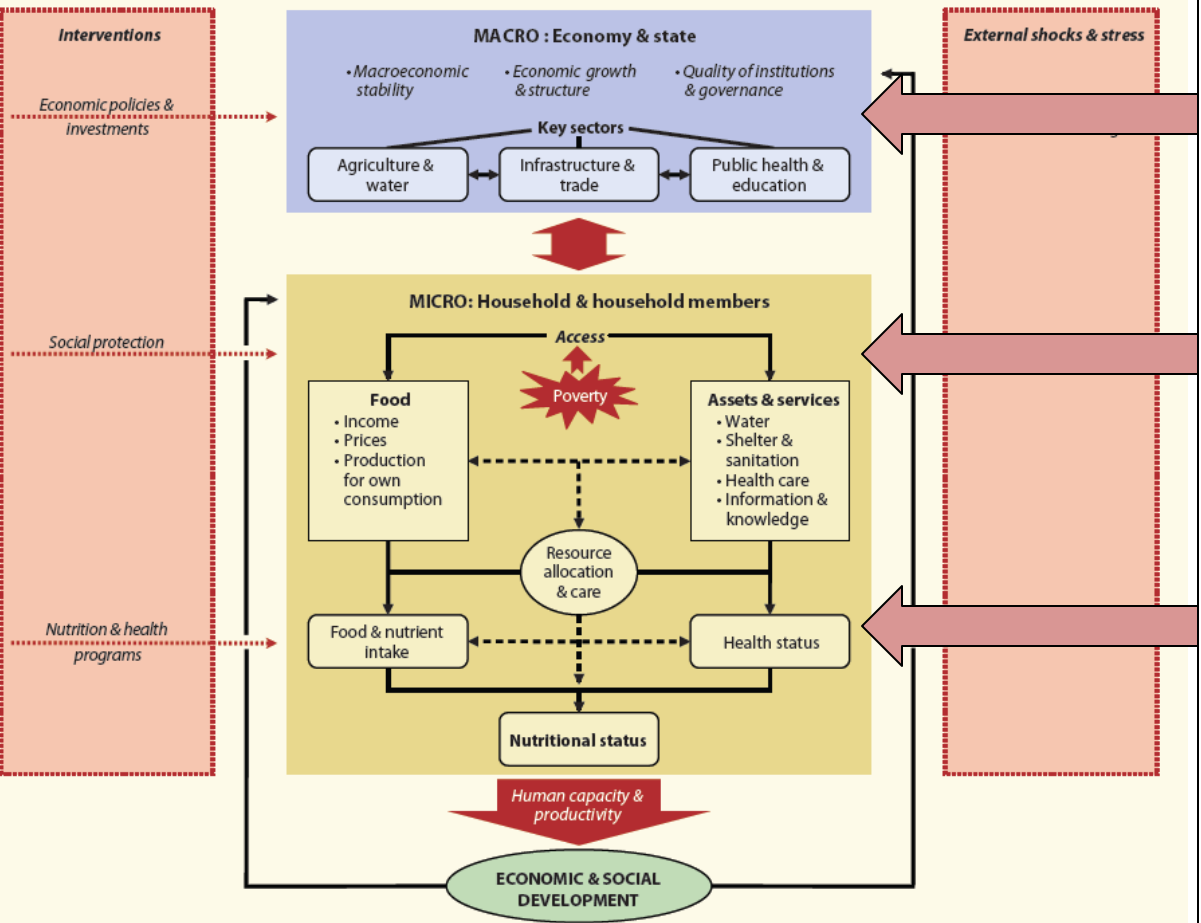 Interventions
Economic policies &
investments
Social protection
Nutrition & health
programs
MACRO : Economy & state
• Macroeconomic
stability
• Economic growth
& structure
• Quality of institutions
& governance
Key sectors
Agriculture &
water
Infrastructure &
trade
Public health &
education
MICRO: Household & household members
Access
Poverty
Food
• Income
• Prices
• Production
for own
consumption
Assets & services
• Water
• Shelter &
sanitation
• Health care
• Information &
knowledge
Resource
allocation
& care
Food & nutrient
intake
Health status
Nutritional status
Human capacity &
productivity
ECONOMIC & SOCIAL
DEVELOPMENT
External shocks & stress